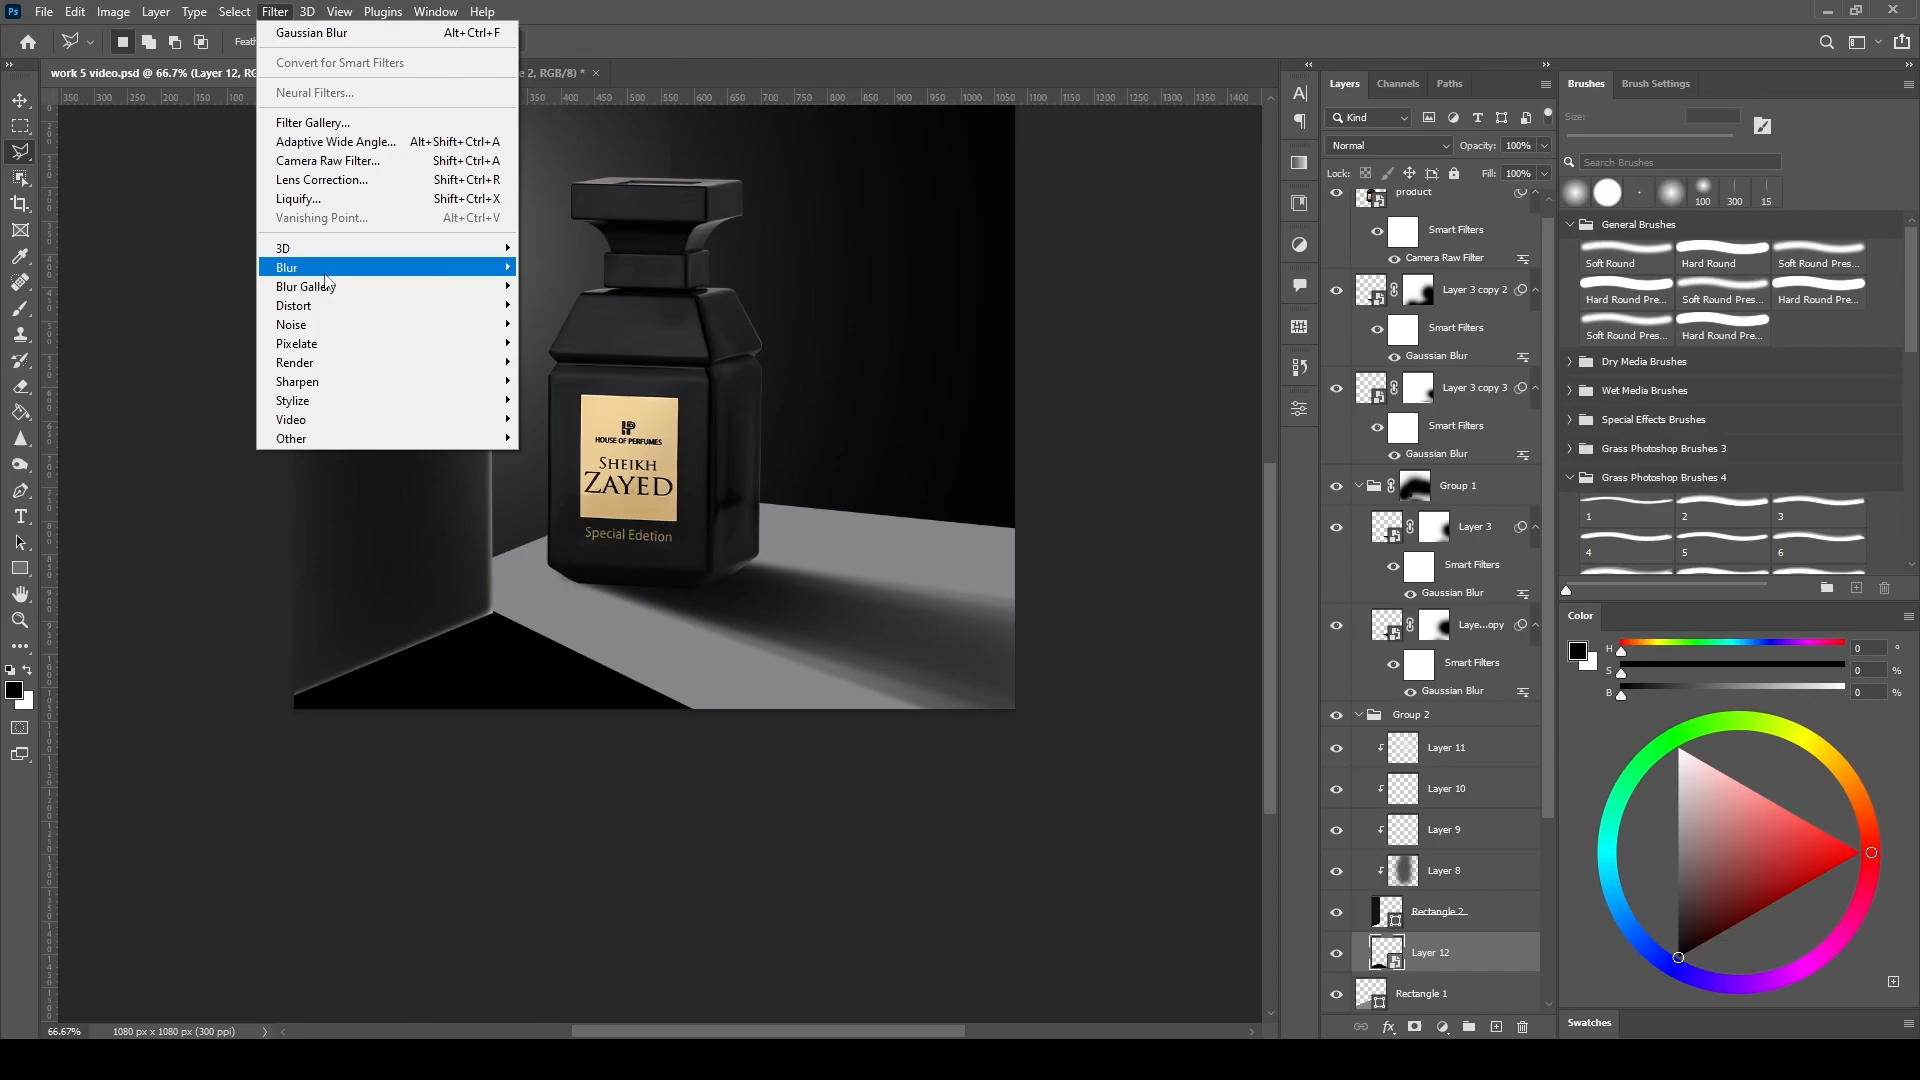 Ps File Edit Image Layer Type Select Filter 3D View Plugins Window Help
work 5 video.psd @ 66.7% (Layer 12, RG
e 2, RGB/8) * ×
Gaussian Blur Alt+Ctrl+F
Convert for Smart Filters
Neural Filters...
Filter Gallery...
Adaptive Wide Angle... Alt+Shift+Ctrl+A
Camera Raw Filter... Shift+Ctrl+A
Lens Correction... Shift+Ctrl+R
Liquify... Shift+Ctrl+X
Vanishing Point... Alt+Ctrl+V
3D
Blur
Blur Gallery
Distort
Noise
Pixelate
Render
Sharpen
Stylize
Video
Other
350 300 250 200 150 100
350 400 450 500 550 600 650 700 750 800 850 900 950 1000 1050 1100 1150 1200 1250 1300 1350 1400
HP
HOUSE OF PERFUMES
SHEIKH
ZAYED
Special Edetion
66.67% 1080 px x 1080 px (300 ppi)
Layers Channels Paths
Kind
Normal Opacity: 100%
Lock: Fill: 100%
product
Smart Filters
Camera Raw Filter
Layer 3 copy 2
Smart Filters
Gaussian Blur
Layer 3 copy 3
Smart Filters
Gaussian Blur
Group 1
Layer 3
Smart Filters
Gaussian Blur
Laye...opy
Smart Filters
Gaussian Blur
Group 2
Layer 11
Layer 10
Layer 9
Layer 8
Rectangle 2
Layer 12
Rectangle 1
Brushes Brush Settings
Size:
Search Brushes
100 300 15
General Brushes
Soft Round Hard Round Soft Round Pres...
Hard Round Pre... Soft Round Pres... Hard Round Pre...
Soft Round Pres... Hard Round Pre...
Dry Media Brushes
Wet Media Brushes
Special Effects Brushes
Grass Photoshop Brushes 3
Grass Photoshop Brushes 4
1 2 3
4 5 6
Color
H 0 °
S 0 %
B 0 %
Swatches